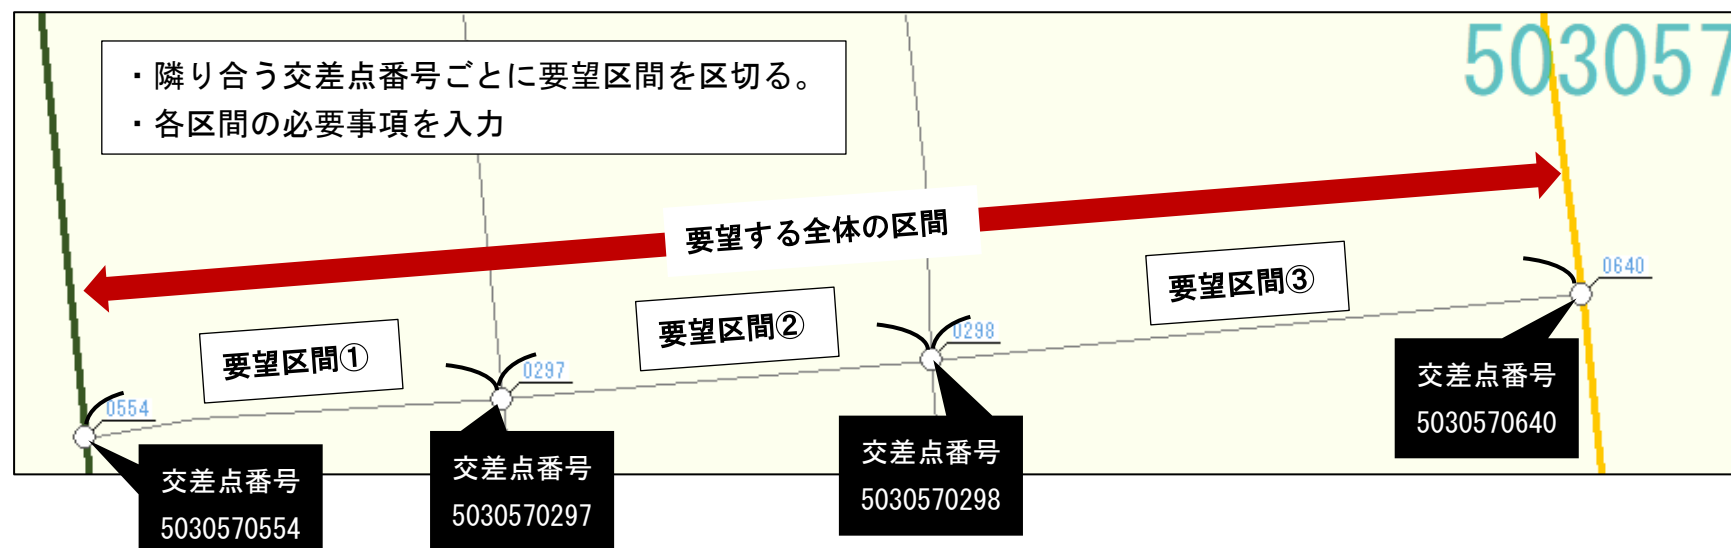 ・隣り合う交差点番号ごとに要望区間を区切る。
・各区間の必要事項を入力
503057
要望する全体の区間
要望区間①
要望区間②
要望区間③
0554
0297
0298
0640
交差点番号
5030570554
交差点番号
5030570297
交差点番号
5030570298
交差点番号
5030570640